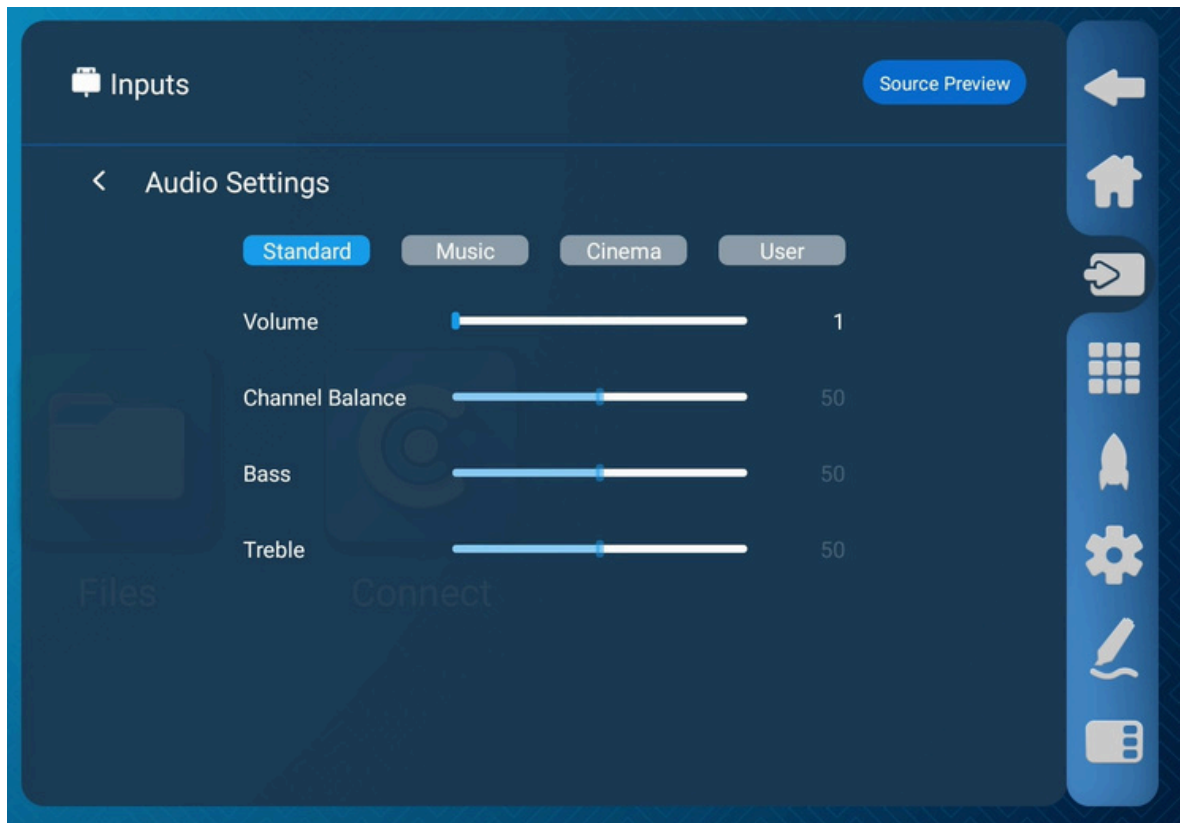 Inputs
Source Preview
Audio Settings
Standard Music Cinema User
Volume 1
Channel Balance 50
Bass 50
Treble 50
Files Connect